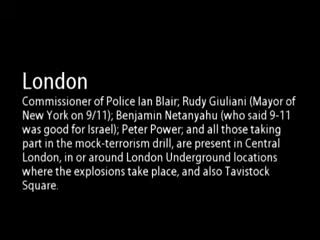 London
Commissioner of Police Ian Blair; Rudy Giuliani (Mayor of
New York on 9/11); Benjamin Netanyahu (who said 9-11
was good for Israel); Peter Power; and all those taking
part in the mock-terrorism drill, are present in Central
London, in or around London Underground locations
where the explosions take place, and also Tavistock
Square.